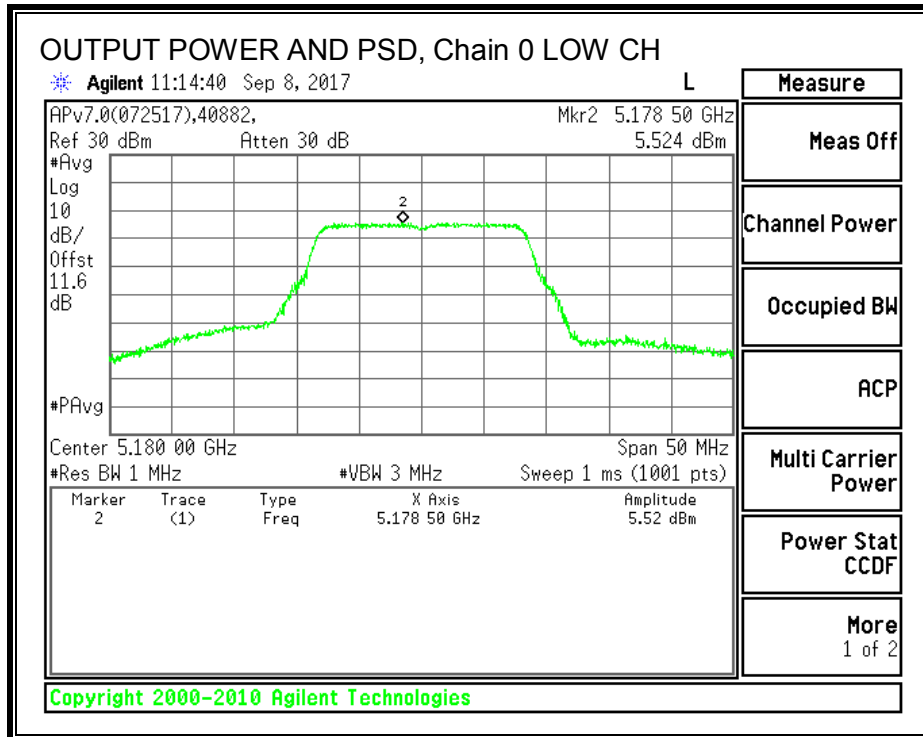 OUTPUT POWER AND PSD, Chain 0 LOW CH
Agilent 11:14:40 Sep 8, 2017 L
APv7.0(072517),40882, Mkr2 5.178 50 GHz
Ref 30 dBm Atten 30 dB 5.524 dBm
#Avg
Log
10
dB/
Offst
11.6
dB
#PAvg
2
Center 5.180 00 GHz Span 50 MHz
#Res BW 1 MHz #VBW 3 MHz Sweep 1 ms (1001 pts)
Marker Trace Type X Axis Amplitude
2 (1) Freq 5.178 50 GHz 5.52 dBm
Measure
Meas Off
Channel Power
Occupied BW
ACP
Multi Carrier
Power
Power Stat
CCDF
More
1 of 2
Copyright 2000-2010 Agilent Technologies